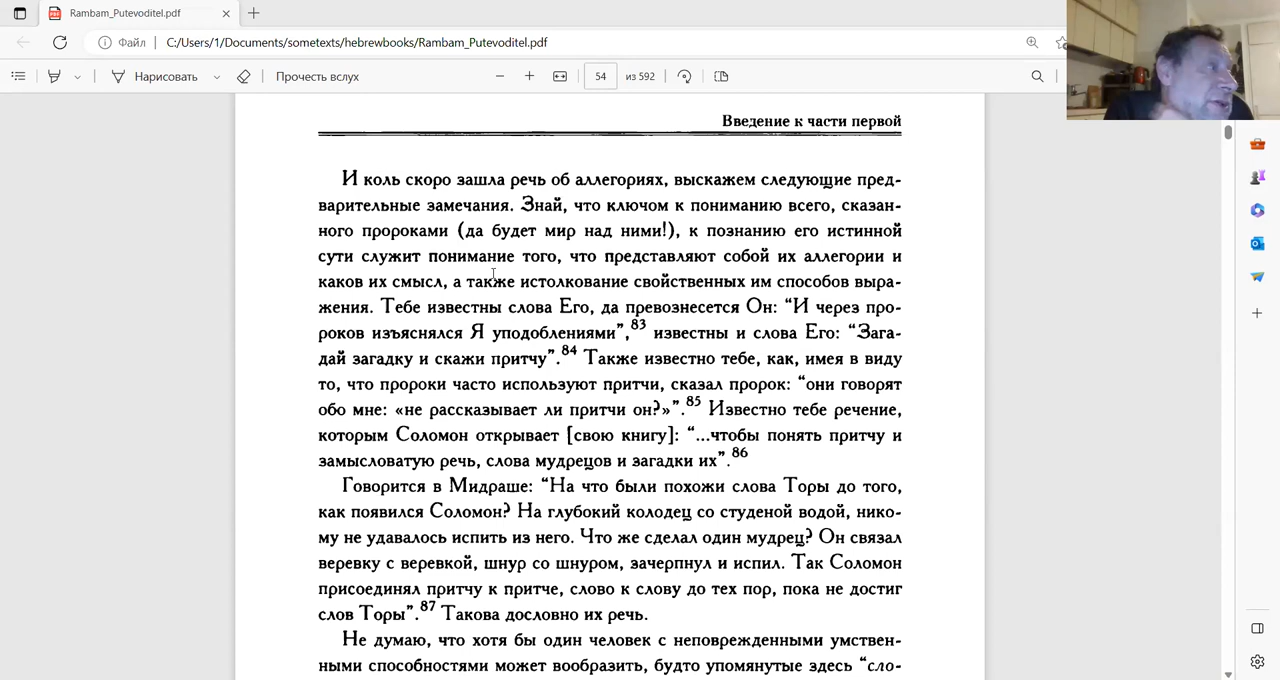 Rambam_Putevoditel.pdf
Файл
C:/Users/1/Documents/sometexts/hebrewbooks/Rambam_Putevoditel.pdf
Нарисовать
Прочесть вслух
54 из 592
Введение к части первой
И коль скоро зашла речь об аллегориях, выскажем следующие пред-
варительные замечания. Знай, что ключом к пониманию всего, сказан-
ного пророками (да будет мир над ними!), к познанию его истинной
сути служит понимание того, что представляют собой их аллегории и
каков их смысл, а также истолкование свойственных им способов выра-
жения. Тебе известны слова Его, да превознесется Он: “И через про-
роков изъяснялся Я уподоблениями”,83 известны и слова Его: “Зага-
дай загадку и скажи притчу”.84 Также известно тебе, как, имея в виду
то, что пророки часто используют притчи, сказал пророк: “они говорят
обо мне: «не рассказывает ли притчи он?»”.85 Известно тебе речение,
которым Соломон открывает [свою книгу]: “...чтобы понять притчу и
замысловатую речь, слова мудрецов и загадки их”.86
Говорится в Мидраше: “На что были похожи слова Торы до того,
как появился Соломон? На глубокий колодец со студеной водой, нико-
му не удавалось испить из него. Что же сделал один мудрец? Он связал
веревку с веревкой, шнур со шнуром, зачерпнул и испил. Так Соломон
присоединял притчу к притче, слово к слову до тех пор, пока не достиг
слов Торы”.87 Такова дословно их речь.
Не думаю, что хотя бы один человек с неповрежденными умствен-
ными способностями может вообразить, будто упомянутые здесь “сло-